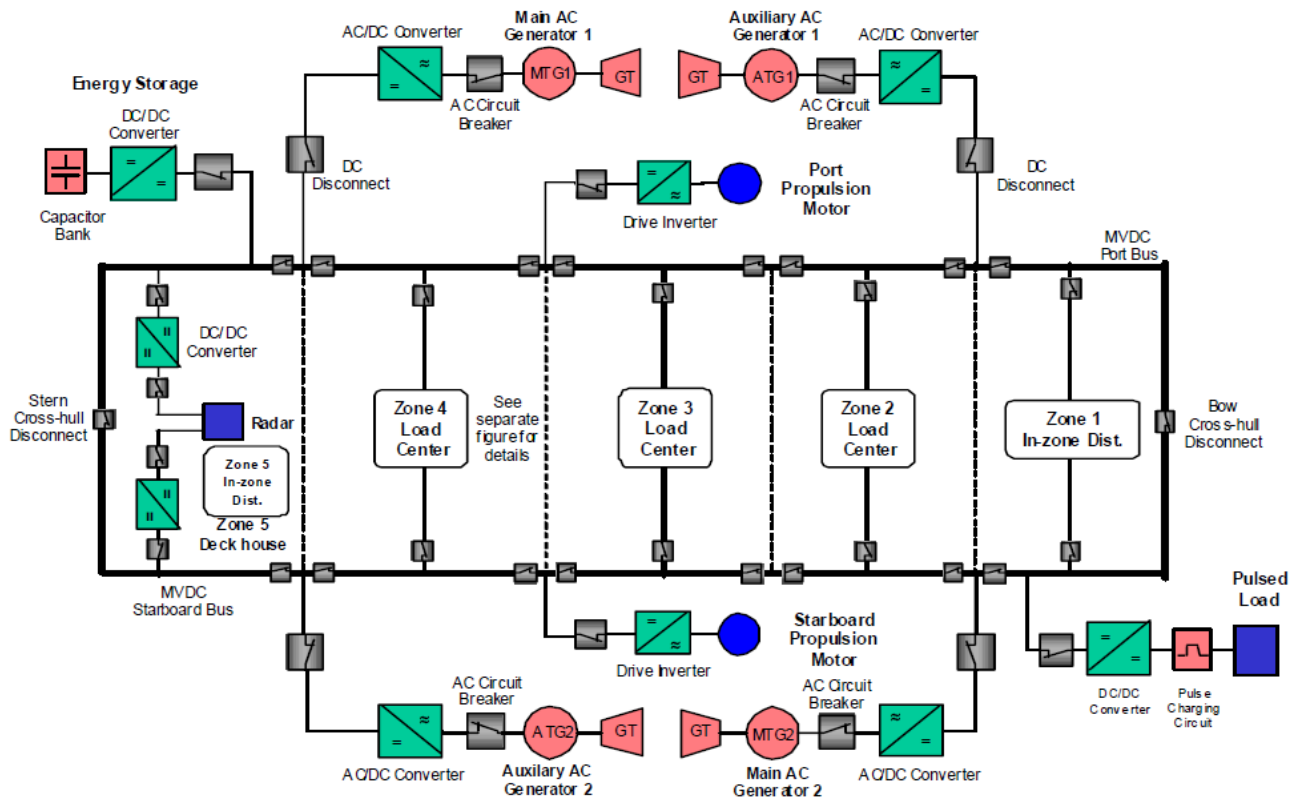 Main AC
Generator 1
Auxiliary AC
Generator 1
AC/DC Converter
AC/DC Converter
MTG1
GT
GT
ATG1
AC Circuit
Breaker
AC Circuit
Breaker
Energy Storage
DC/DC
Converter
Capacitor
Bank
DC
Disconnect
DC
Disconnect
Port
Propulsion
Motor
Drive Inverter
MVDC
Port Bus
DC/DC
Converter
Stern
Cross-hull
Disconnect
Radar
Zone 5
In-zone
Dist.
Zone 5
Deck house
Zone 4
Load
Center
See
separate
figure for
details
Zone 3
Load
Center
Zone 2
Load
Center
Zone 1
In-zone Dist.
Bow
Cross-hull
Disconnect
MVDC
Starboard Bus
Starboard
Propulsion
Motor
Drive Inverter
Pulsed
Load
DC/DC
Converter
Pulse
Charging
Circuit
AC Circuit
Breaker
AC Circuit
Breaker
ATG2
GT
GT
MTG2
AC/DC Converter
Auxilary AC
Generator 2
Main AC
Generator 2
AC/DC Converter